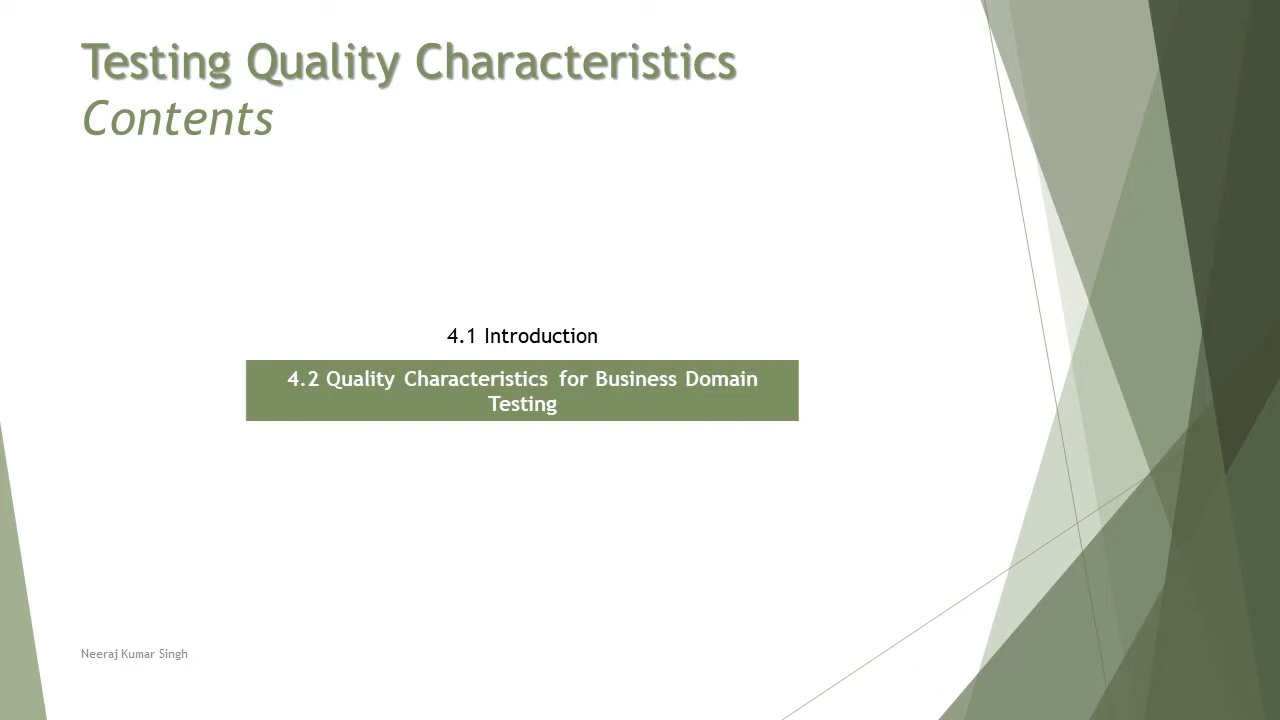 Testing Quality Characteristics
Contents
4.1 Introduction
4.2 Quality Characteristics for Business Domain
Testing
Neeraj Kumar Singh